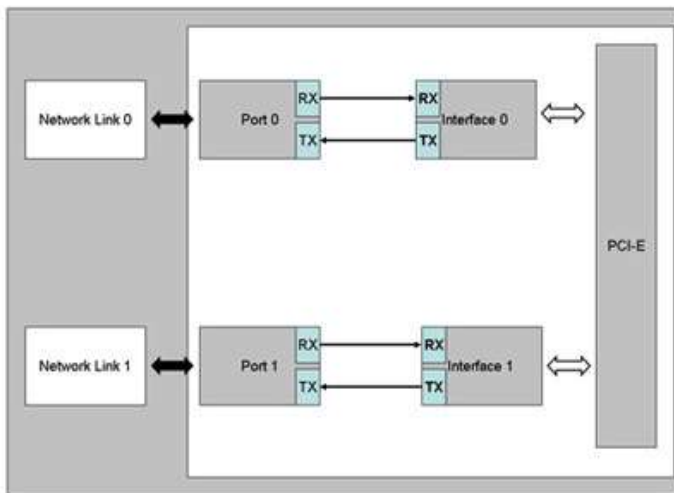 RX
RX
Network Link 0
Port 0
Interface 0
TX
TX
PCI-E
RX
RX
Network Link 1
Port 1
Interface 1
TX
TX